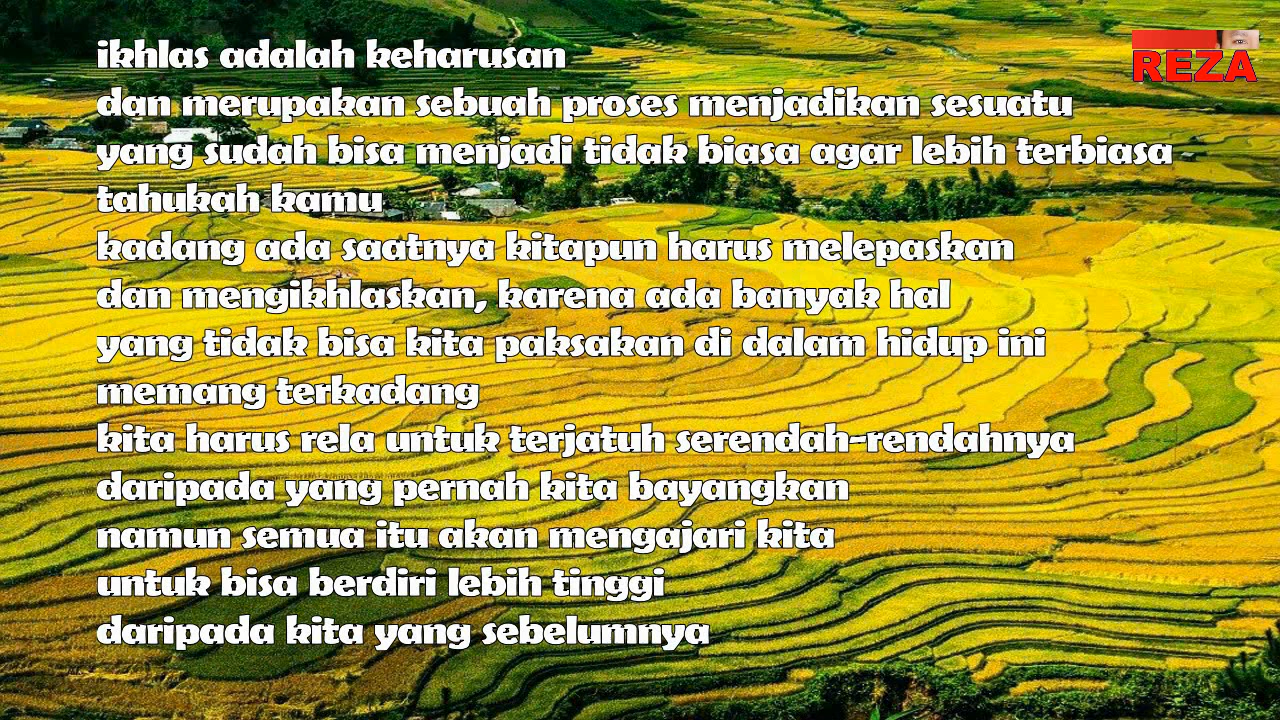 REZA
ikhlas adalah keharusan
dan merupakan sebuah proses menjadikan sesuatu
yang sudah bisa menjadi tidak biasa agar lebih terbiasa
tahukah kamu
kadang ada saatnya kitapun harus melepaskan
dan mengikhlaskan, karena ada banyak hal
yang tidak bisa kita paksakan di dalam hidup ini
memang terkadang
kita harus rela untuk terjatuh serendah-rendahnya
daripada yang pernah kita bayangkan
namun semua itu akan mengajari kita
untuk bisa berdiri lebih tinggi
daripada kita yang sebelumnya